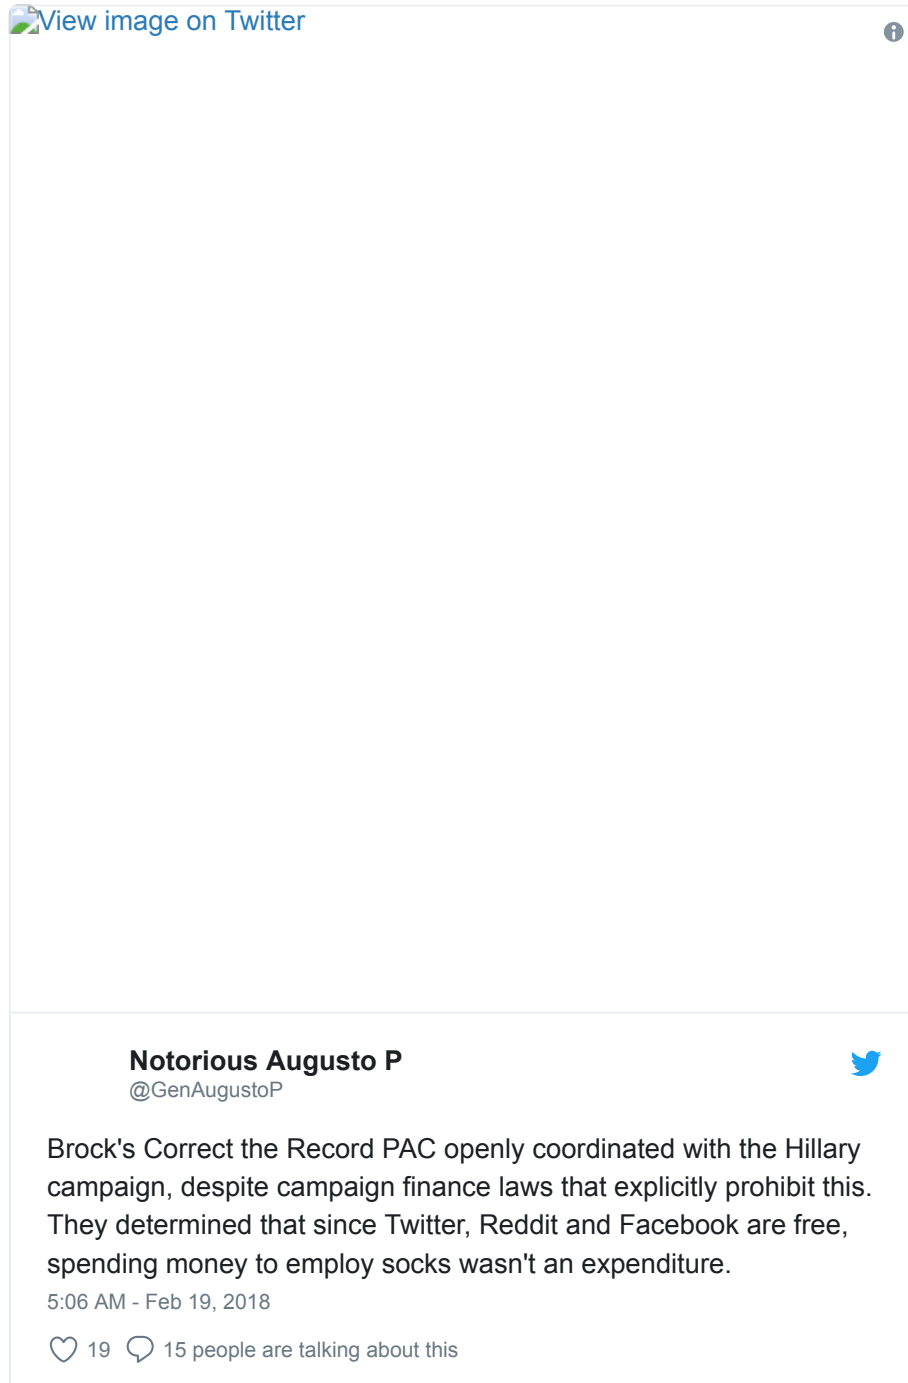 View image on Twitter
Notorious Augusto P
@GenAugustoP
Brock's Correct the Record PAC openly coordinated with the Hillary
campaign, despite campaign finance laws that explicitly prohibit this.
They determined that since Twitter, Reddit and Facebook are free,
spending money to employ socks wasn't an expenditure.
5:06 AM - Feb 19, 2018
19 15 people are talking about this